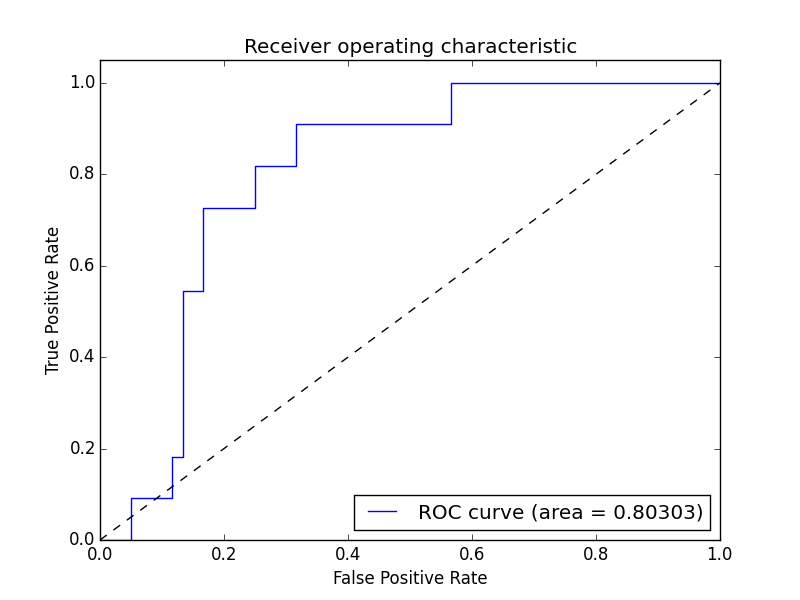 Receiver operating characteristic
1.0
0.8
0.6
0.4
0.2
0.0
True Positive Rate
ROC curve (area = 0.80303)
0.0 0.2 0.4 0.6 0.8 1.0
False Positive Rate